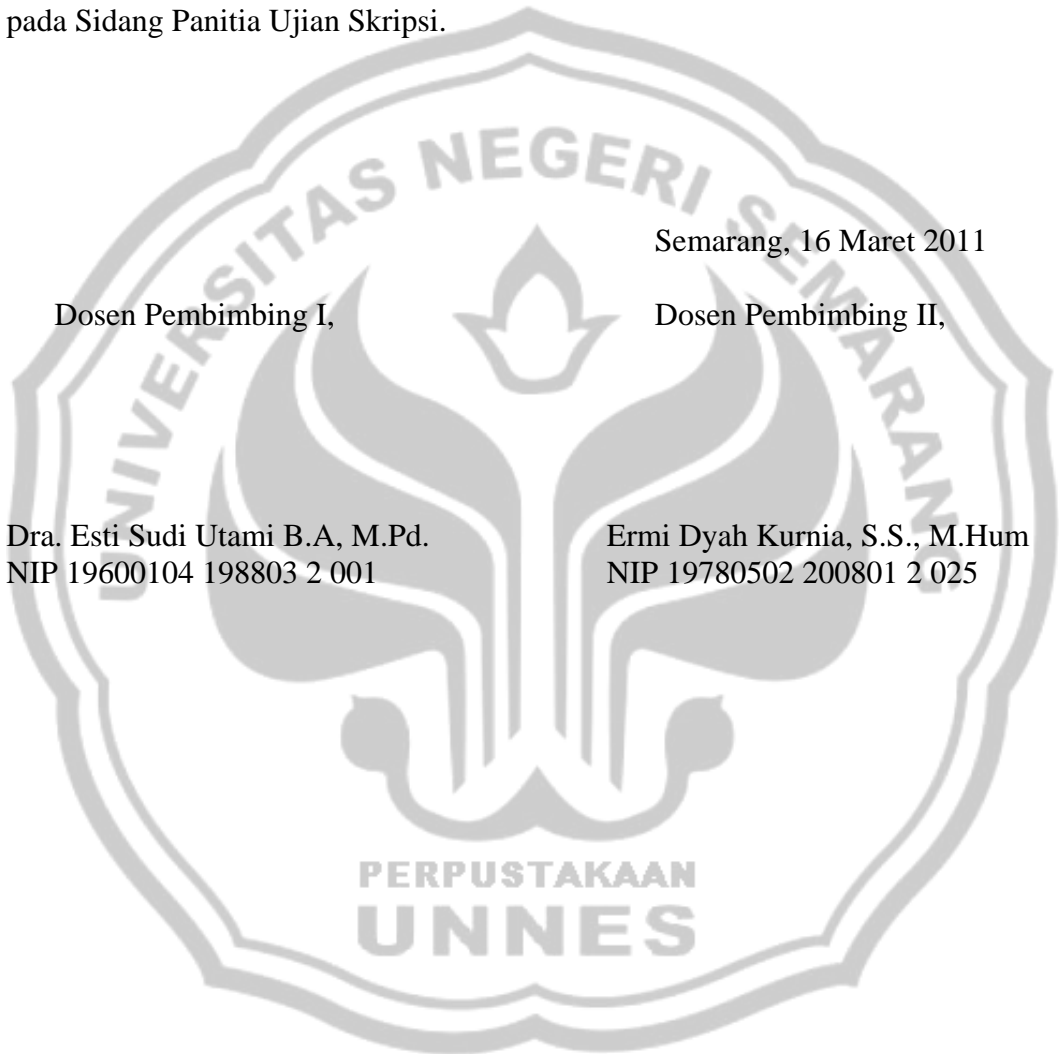 pada Sidang Panitia Ujian Skripsi.
UNIVERSITAS NEGERI SEMARANG
Semarang, 16 Maret 2011
Dosen Pembimbing I, Dosen Pembimbing II,
Dra. Esti Sudi Utami B.A, M.Pd. Ermi Dyah Kurnia, S.S., M.Hum
NIP 19600104 198803 2 001 NIP 19780502 200801 2 025
PERPUSTAKAAN
UNNES